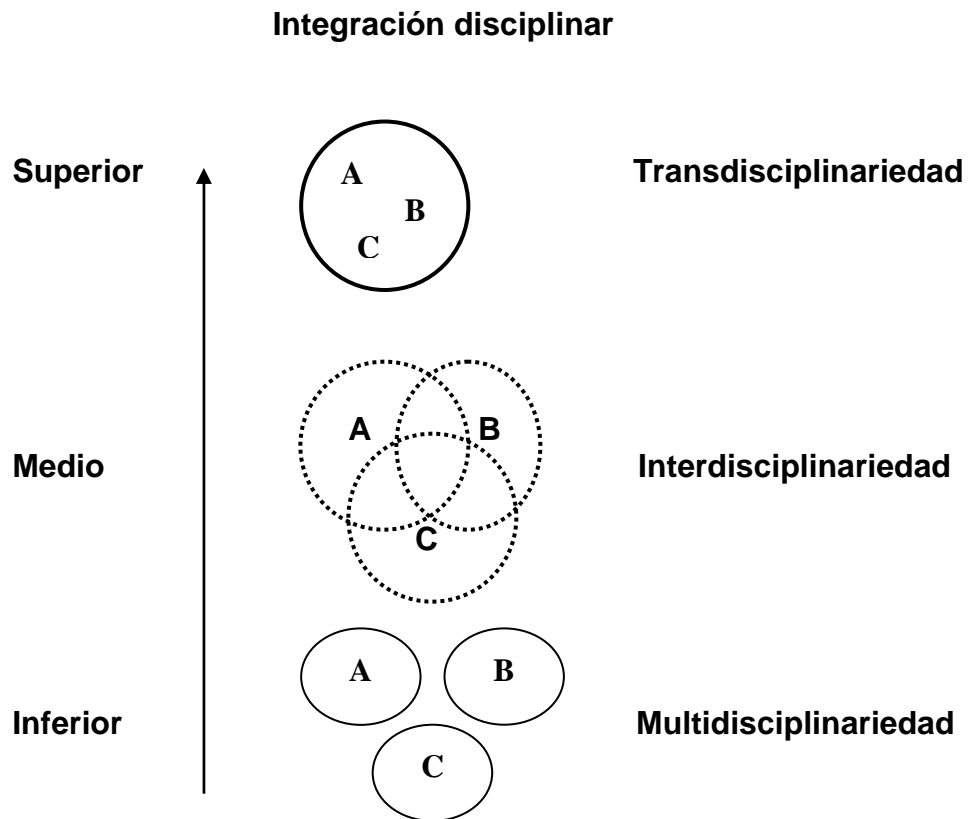 Integración disciplinar
Superior
A
B
C
Transdisciplinariedad
Medio
A
B
C
Interdisciplinariedad
Inferior
A
B
C
Multidisciplinariedad